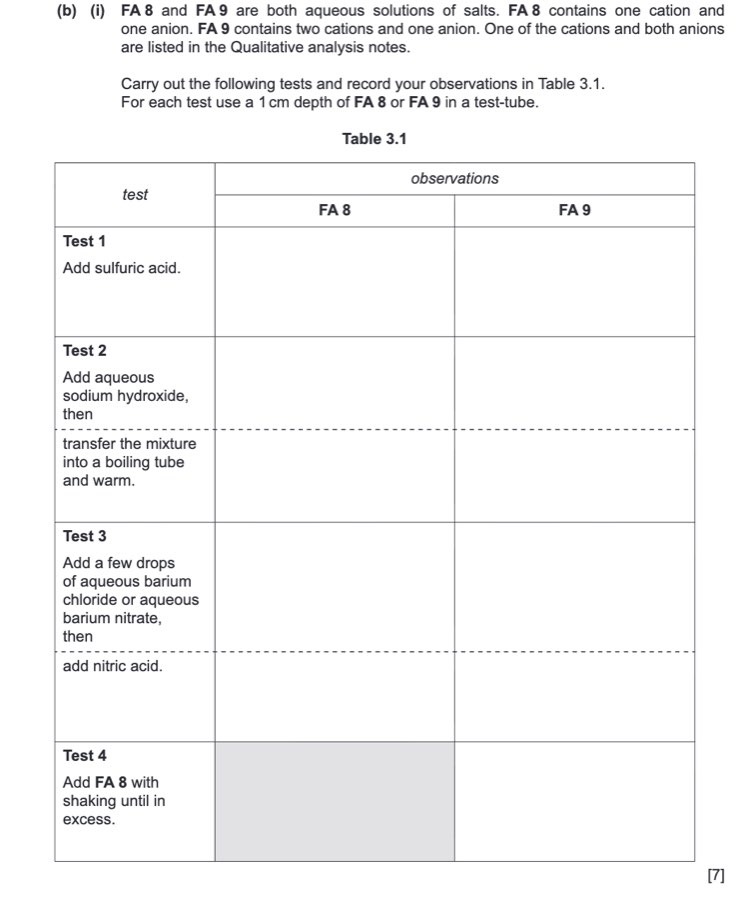 (b) (i) FA 8 and FA 9 are both aqueous solutions of salts. FA 8 contains one cation and
one anion. FA 9 contains two cations and one anion. One of the cations and both anions
are listed in the Qualitative analysis notes.
Carry out the following tests and record your observations in Table 3.1.
For each test use a 1 cm depth of FA 8 or FA 9 in a test-tube.
Table 3.1
test
observations
FA 8
FA 9
Test 1
Add sulfuric acid.
Test 2
Add aqueous
sodium hydroxide,
then
transfer the mixture
into a boiling tube
and warm.
Test 3
Add a few drops
of aqueous barium
chloride or aqueous
barium nitrate,
then
add nitric acid.
Test 4
Add FA 8 with
shaking until in
excess.
[7]